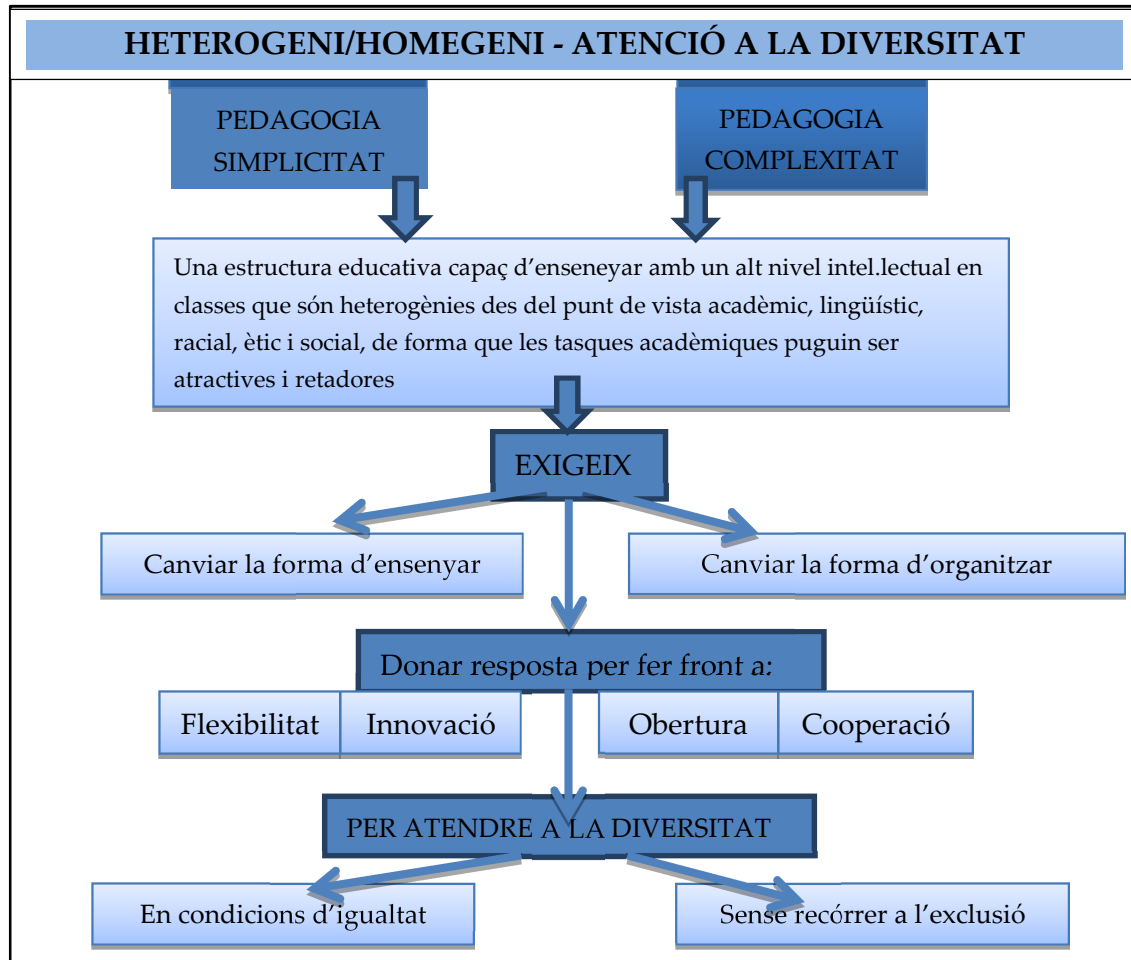 HETEROGENI/HOMEGENI - ATENCIÓ A LA DIVERSITAT
PEDAGOGIA
SIMPLICITAT
PEDAGOGIA
COMPLEXITAT
Una estructura educativa capaç d’enseneyar amb un alt nivel intel.lectual en
classes que són heterogènies des del punt de vista acadèmic, lingüístic,
racial, ètic i social, de forma que les tasques acadèmiques puguin ser
atractives i retadores
EXIGEIX
Canviar la forma d’ensenyar
Canviar la forma d’organitzar
Donar resposta per fer front a:
Flexibilitat
Innovació
Obertura
Cooperació
PER ATENDRE A LA DIVERSITAT
En condicions d’igualtat
Sense recórrer a l’exclusió